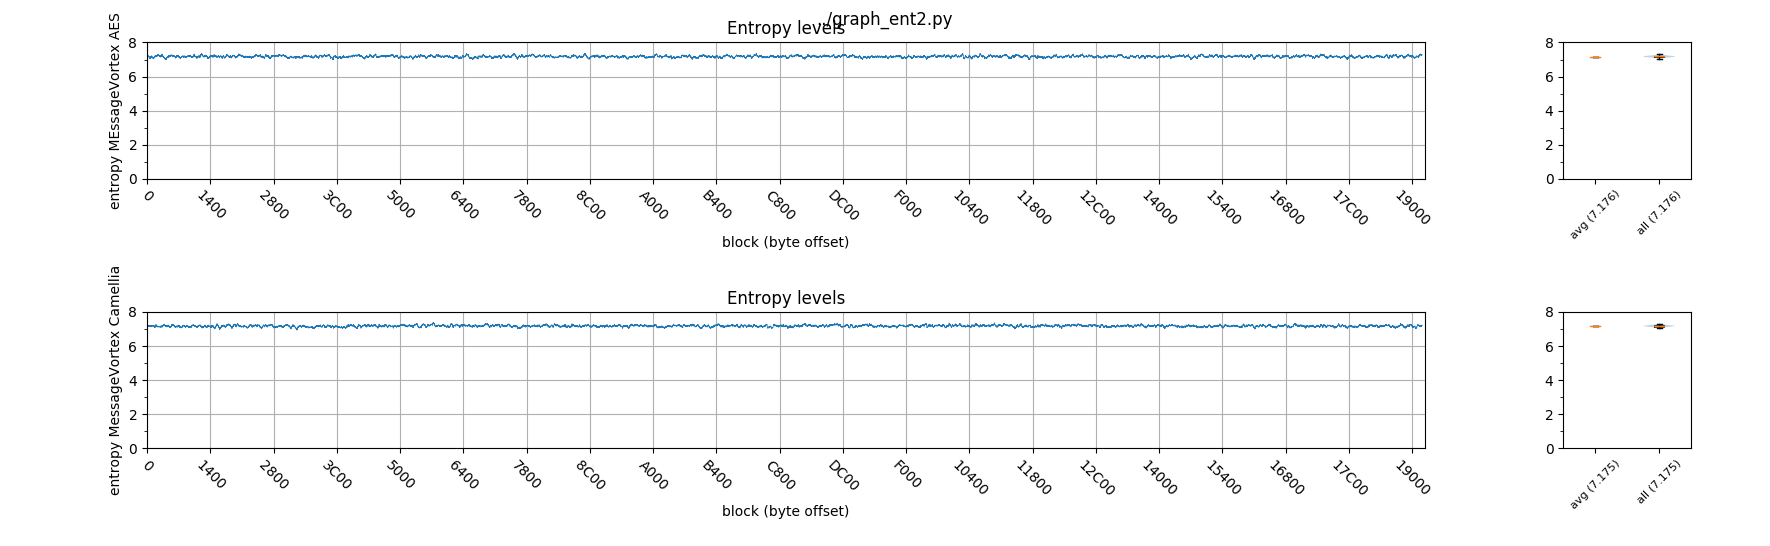 ./graph_ent2.py
Entropy levels
entropy MEssageVortex AES
8
6
4
2
0
0 1400 2800 3C00 5000 6400 7800 8C00 A000 B400 C800 DC00 F000 10400 11800 12C00 14000 15400 16800 17C00 19000
block (byte offset)
8
6
4
2
0
avg (7.176) all (7.176)
Entropy levels
entropy MessageVortex Camellia
8
6
4
2
0
0 1400 2800 3C00 5000 6400 7800 8C00 A000 B400 C800 DC00 F000 10400 11800 12C00 14000 15400 16800 17C00 19000
block (byte offset)
8
6
4
2
0
avg (7.175) all (7.175)